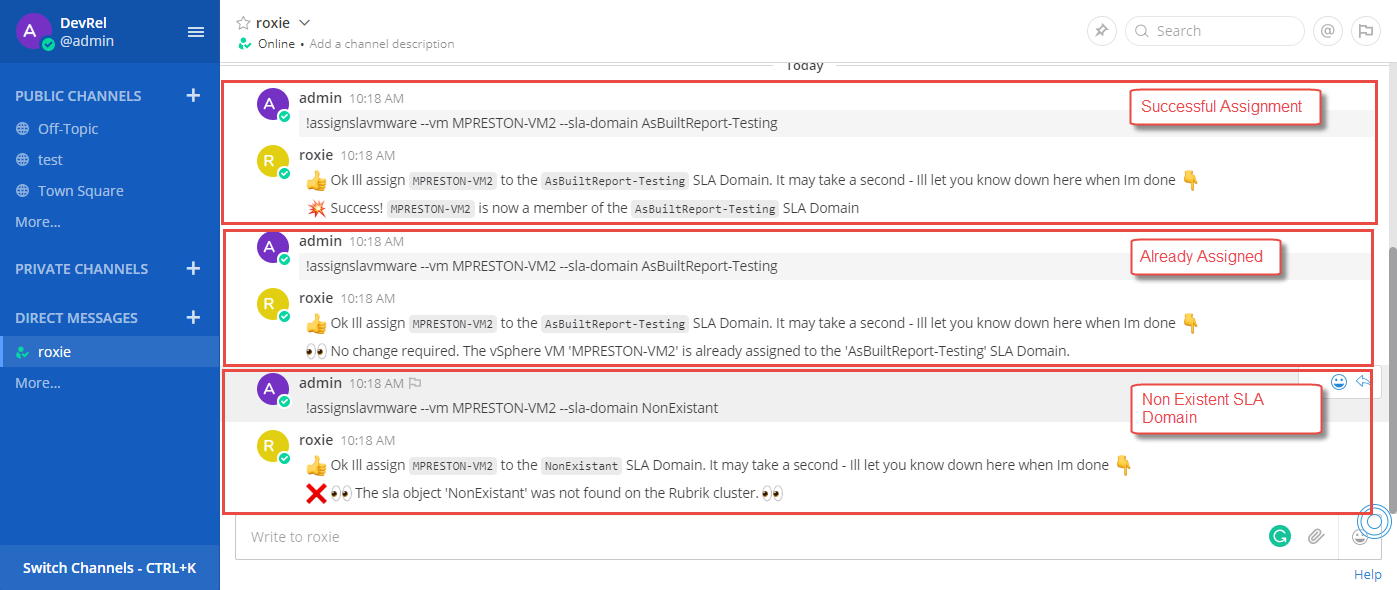 A
DevRel
@admin
PUBLIC CHANNELS +
Off-Topic
test
Town Square
More...
PRIVATE CHANNELS +
DIRECT MESSAGES +
roxie
More...
Switch Channels - CTRL+K
roxie
Online • Add a channel description
Search
@
Today
A
admin 10:18 AM
!assignslavmware --vm MPRESTON-VM2 --sla-domain AsBuiltReport-Testing
Successful Assignment
R
roxie 10:18 AM
Ok Ill assign MPRESTON-VM2 to the AsBuiltReport-Testing SLA Domain. It may take a second - Ill let you know down here when Im done
Success! MPRESTON-VM2 is now a member of the AsBuiltReport-Testing SLA Domain
A
admin 10:18 AM
!assignslavmware --vm MPRESTON-VM2 --sla-domain AsBuiltReport-Testing
Already Assigned
R
roxie 10:18 AM
Ok Ill assign MPRESTON-VM2 to the AsBuiltReport-Testing SLA Domain. It may take a second - Ill let you know down here when Im done
No change required. The vSphere VM 'MPRESTON-VM2' is already assigned to the 'AsBuiltReport-Testing' SLA Domain.
A
admin 10:18 AM
!assignslavmware --vm MPRESTON-VM2 --sla-domain NonExistant
Non Existent SLA
Domain
R
roxie 10:18 AM
Ok Ill assign MPRESTON-VM2 to the NonExistant SLA Domain. It may take a second - Ill let you know down here when Im done
The sla object 'NonExistant' was not found on the Rubrik cluster.
Write to roxie
Help